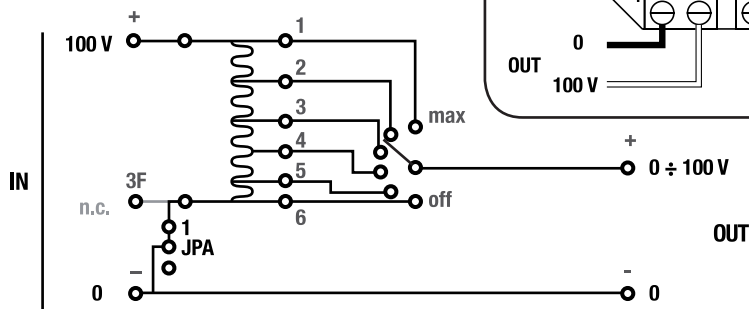 +
100 V
1
2
3
4
5
6
max
off
IN
3F
n.c.
1
JPA
–
0
0
OUT
100 V
+
0 ÷ 100 V
OUT
-
0